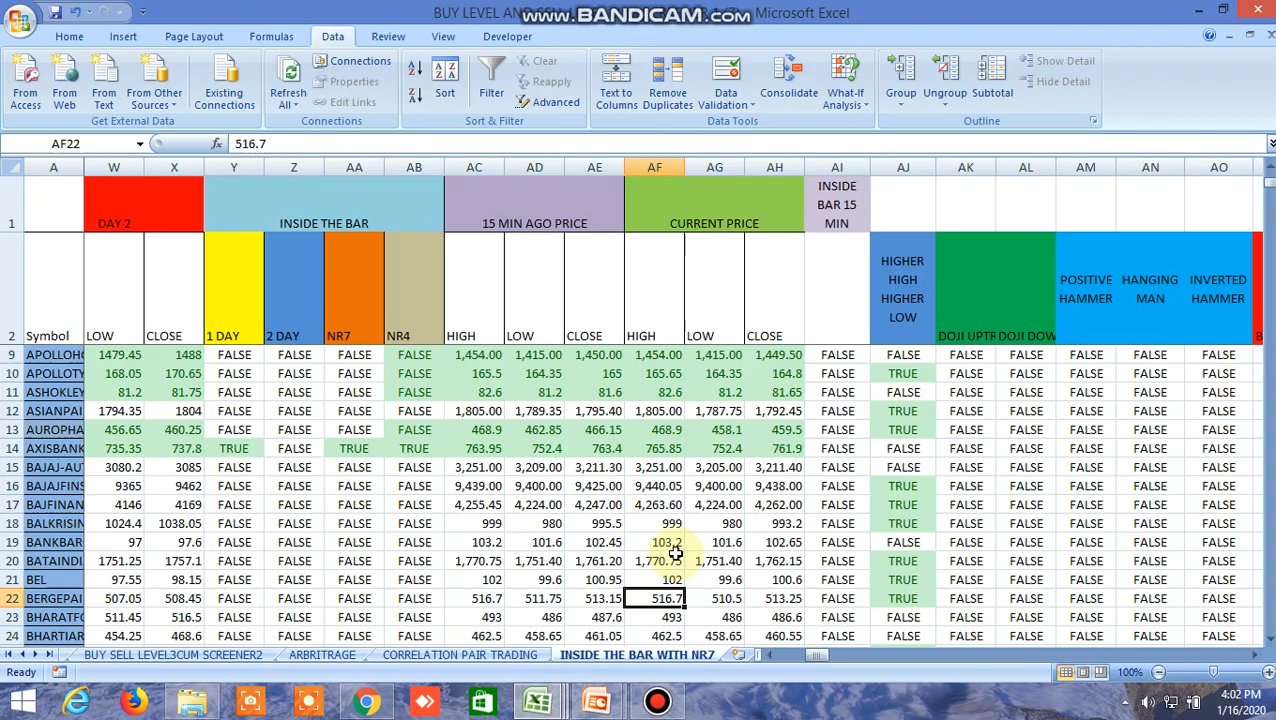 BUY LEVEL AND
www.BANDICAM.com
- Microsoft Excel
Home Insert Page Layout Formulas Data Review View Developer
From Access
From Web
From Text
From Other Sources
Existing Connections
Get External Data
Refresh All
Connections
Properties
Edit Links
Connections
Sort
Filter
Clear
Reapply
Advanced
Sort & Filter
Text to Columns
Remove Duplicates
Data Validation
Consolidate
What-If Analysis
Data Tools
Group
Ungroup
Subtotal
Show Detail
Hide Detail
Outline
AF22 fx 516.7
A W X Y Z AA AB AC AD AE AF AG AH AI AJ AK AL AM AN AO
1 DAY 2 INSIDE THE BAR 15 MIN AGO PRICE CURRENT PRICE INSIDE BAR 15 MIN
HIGHER HIGH HIGHER LOW
POSITIVE HAMMER HANGING MAN INVERTED HAMMER
2 Symbol LOW CLOSE 1 DAY 2 DAY NR7 NR4 HIGH LOW CLOSE HIGH LOW CLOSE DOJI UPTR DOJI DOW
9 APOLLOH 1479.45 1488 FALSE FALSE FALSE FALSE 1,454.00 1,415.00 1,450.00 1,454.00 1,415.00 1,449.50 FALSE FALSE FALSE FALSE FALSE FALSE FALSE
10 APOLLOTY 168.05 170.65 FALSE FALSE FALSE FALSE 165.5 164.35 165 165.65 164.35 164.8 FALSE TRUE FALSE FALSE FALSE FALSE FALSE
11 ASHOKLEY 81.2 81.75 FALSE FALSE FALSE FALSE 82.6 81.2 81.6 82.6 81.2 81.65 FALSE FALSE FALSE FALSE FALSE FALSE FALSE
12 ASIANPAI 1794.35 1804 FALSE FALSE FALSE FALSE 1,805.00 1,789.35 1,795.40 1,805.00 1,787.75 1,792.45 FALSE TRUE FALSE FALSE FALSE FALSE FALSE
13 AUROPHA 456.65 460.25 FALSE FALSE FALSE FALSE 468.9 462.85 465.15 468.9 458.1 459.5 FALSE TRUE FALSE FALSE FALSE FALSE FALSE
14 AXISBANK 735.35 737.8 TRUE FALSE TRUE TRUE 763.95 752.4 763.4 765.85 752.4 761.9 FALSE TRUE FALSE FALSE FALSE FALSE FALSE
15 BAJAJ-AUT 3080.2 3085 FALSE FALSE FALSE FALSE 3,251.00 3,209.00 3,211.30 3,251.00 3,205.00 3,211.40 FALSE FALSE FALSE FALSE FALSE FALSE FALSE
16 BAJAJFINS 9365 9462 FALSE FALSE FALSE FALSE 9,439.00 9,400.00 9,425.00 9,440.05 9,400.00 9,438.00 FALSE TRUE FALSE FALSE FALSE FALSE FALSE
17 BAJFINAN 4146 4169 FALSE FALSE FALSE FALSE 4,255.45 4,224.00 4,247.00 4,263.60 4,224.00 4,262.00 FALSE TRUE FALSE FALSE FALSE FALSE FALSE
18 BALKRISIN 1024.4 1038.05 FALSE FALSE FALSE FALSE 999 980 995.5 999 980 993.2 FALSE TRUE FALSE FALSE FALSE FALSE FALSE
19 BANKBAR 97 97.6 FALSE FALSE FALSE FALSE 103.2 101.6 102.45 103.2 101.6 102.65 FALSE FALSE FALSE FALSE FALSE FALSE FALSE
20 BATAINDI 1751.25 1757.1 FALSE FALSE FALSE FALSE 1,770.75 1,751.40 1,761.20 1,770.75 1,751.40 1,762.15 FALSE TRUE FALSE FALSE FALSE FALSE FALSE
21 BEL 97.55 98.15 FALSE FALSE FALSE FALSE 102 99.6 100.95 102 99.6 100.6 FALSE TRUE FALSE FALSE FALSE FALSE FALSE
22 BERGEPAI 507.05 508.45 FALSE FALSE FALSE FALSE 516.7 511.75 513.15 516.7 510.5 513.25 FALSE TRUE FALSE FALSE FALSE FALSE FALSE
23 BHARATFO 511.45 516.5 FALSE FALSE FALSE FALSE 493 486 487.6 493 486 486.6 FALSE FALSE FALSE FALSE FALSE FALSE FALSE
24 BHARTIAR 454.25 468.6 FALSE FALSE FALSE FALSE 462.5 458.65 461.05 462.5 458.65 460.55 FALSE FALSE FALSE FALSE FALSE FALSE FALSE
BUY SELL LEVEL3CUM SCREENER2 ARBRITRAGE CORRELATION PAIR TRADING INSIDE THE BAR WITH NR7
Ready 100%
4:02 PM
1/16/2020